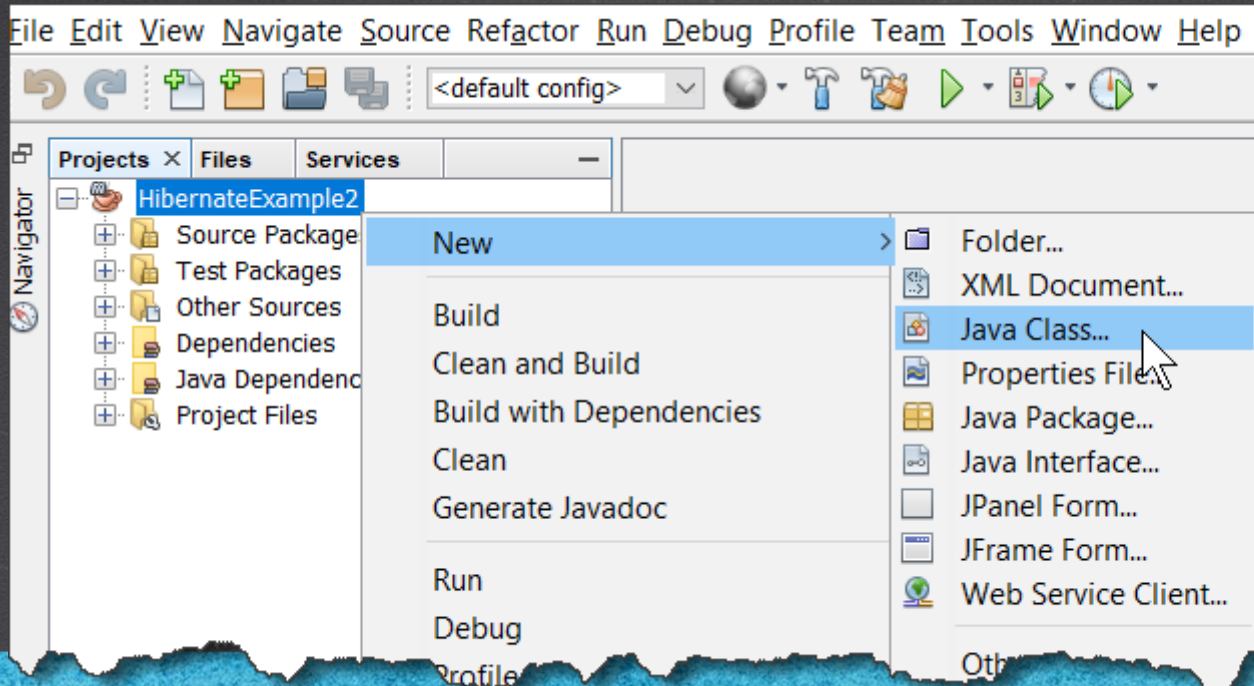 File Edit View Navigate Source Refactor Run Debug Profile Team Tools Window Help
<default config>
Projects Files Services
Navigator
HibernateExample2
Source Package
Test Packages
Other Sources
Dependencies
Java Dependenc
Project Files
New
Build
Clean and Build
Build with Dependencies
Clean
Generate Javadoc
Run
Debug
Profile
Folder...
XML Document...
Java Class...
Properties File...
Java Package...
Java Interface...
JPanel Form...
JFrame Form...
Web Service Client...